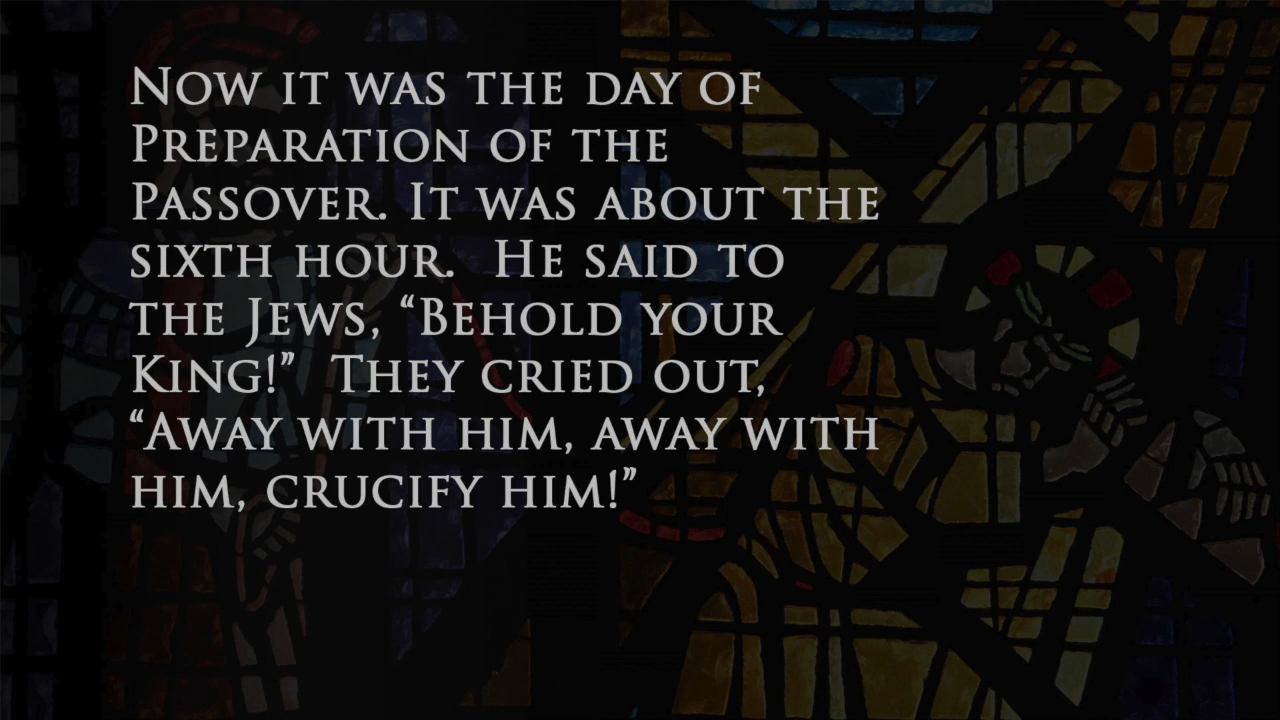 Now it was the day of
Preparation of the
Passover. It was about the
sixth hour.  He said to
the Jews, “Behold your
King!”  They cried out,
“Away with him, away with
him, crucify him!”